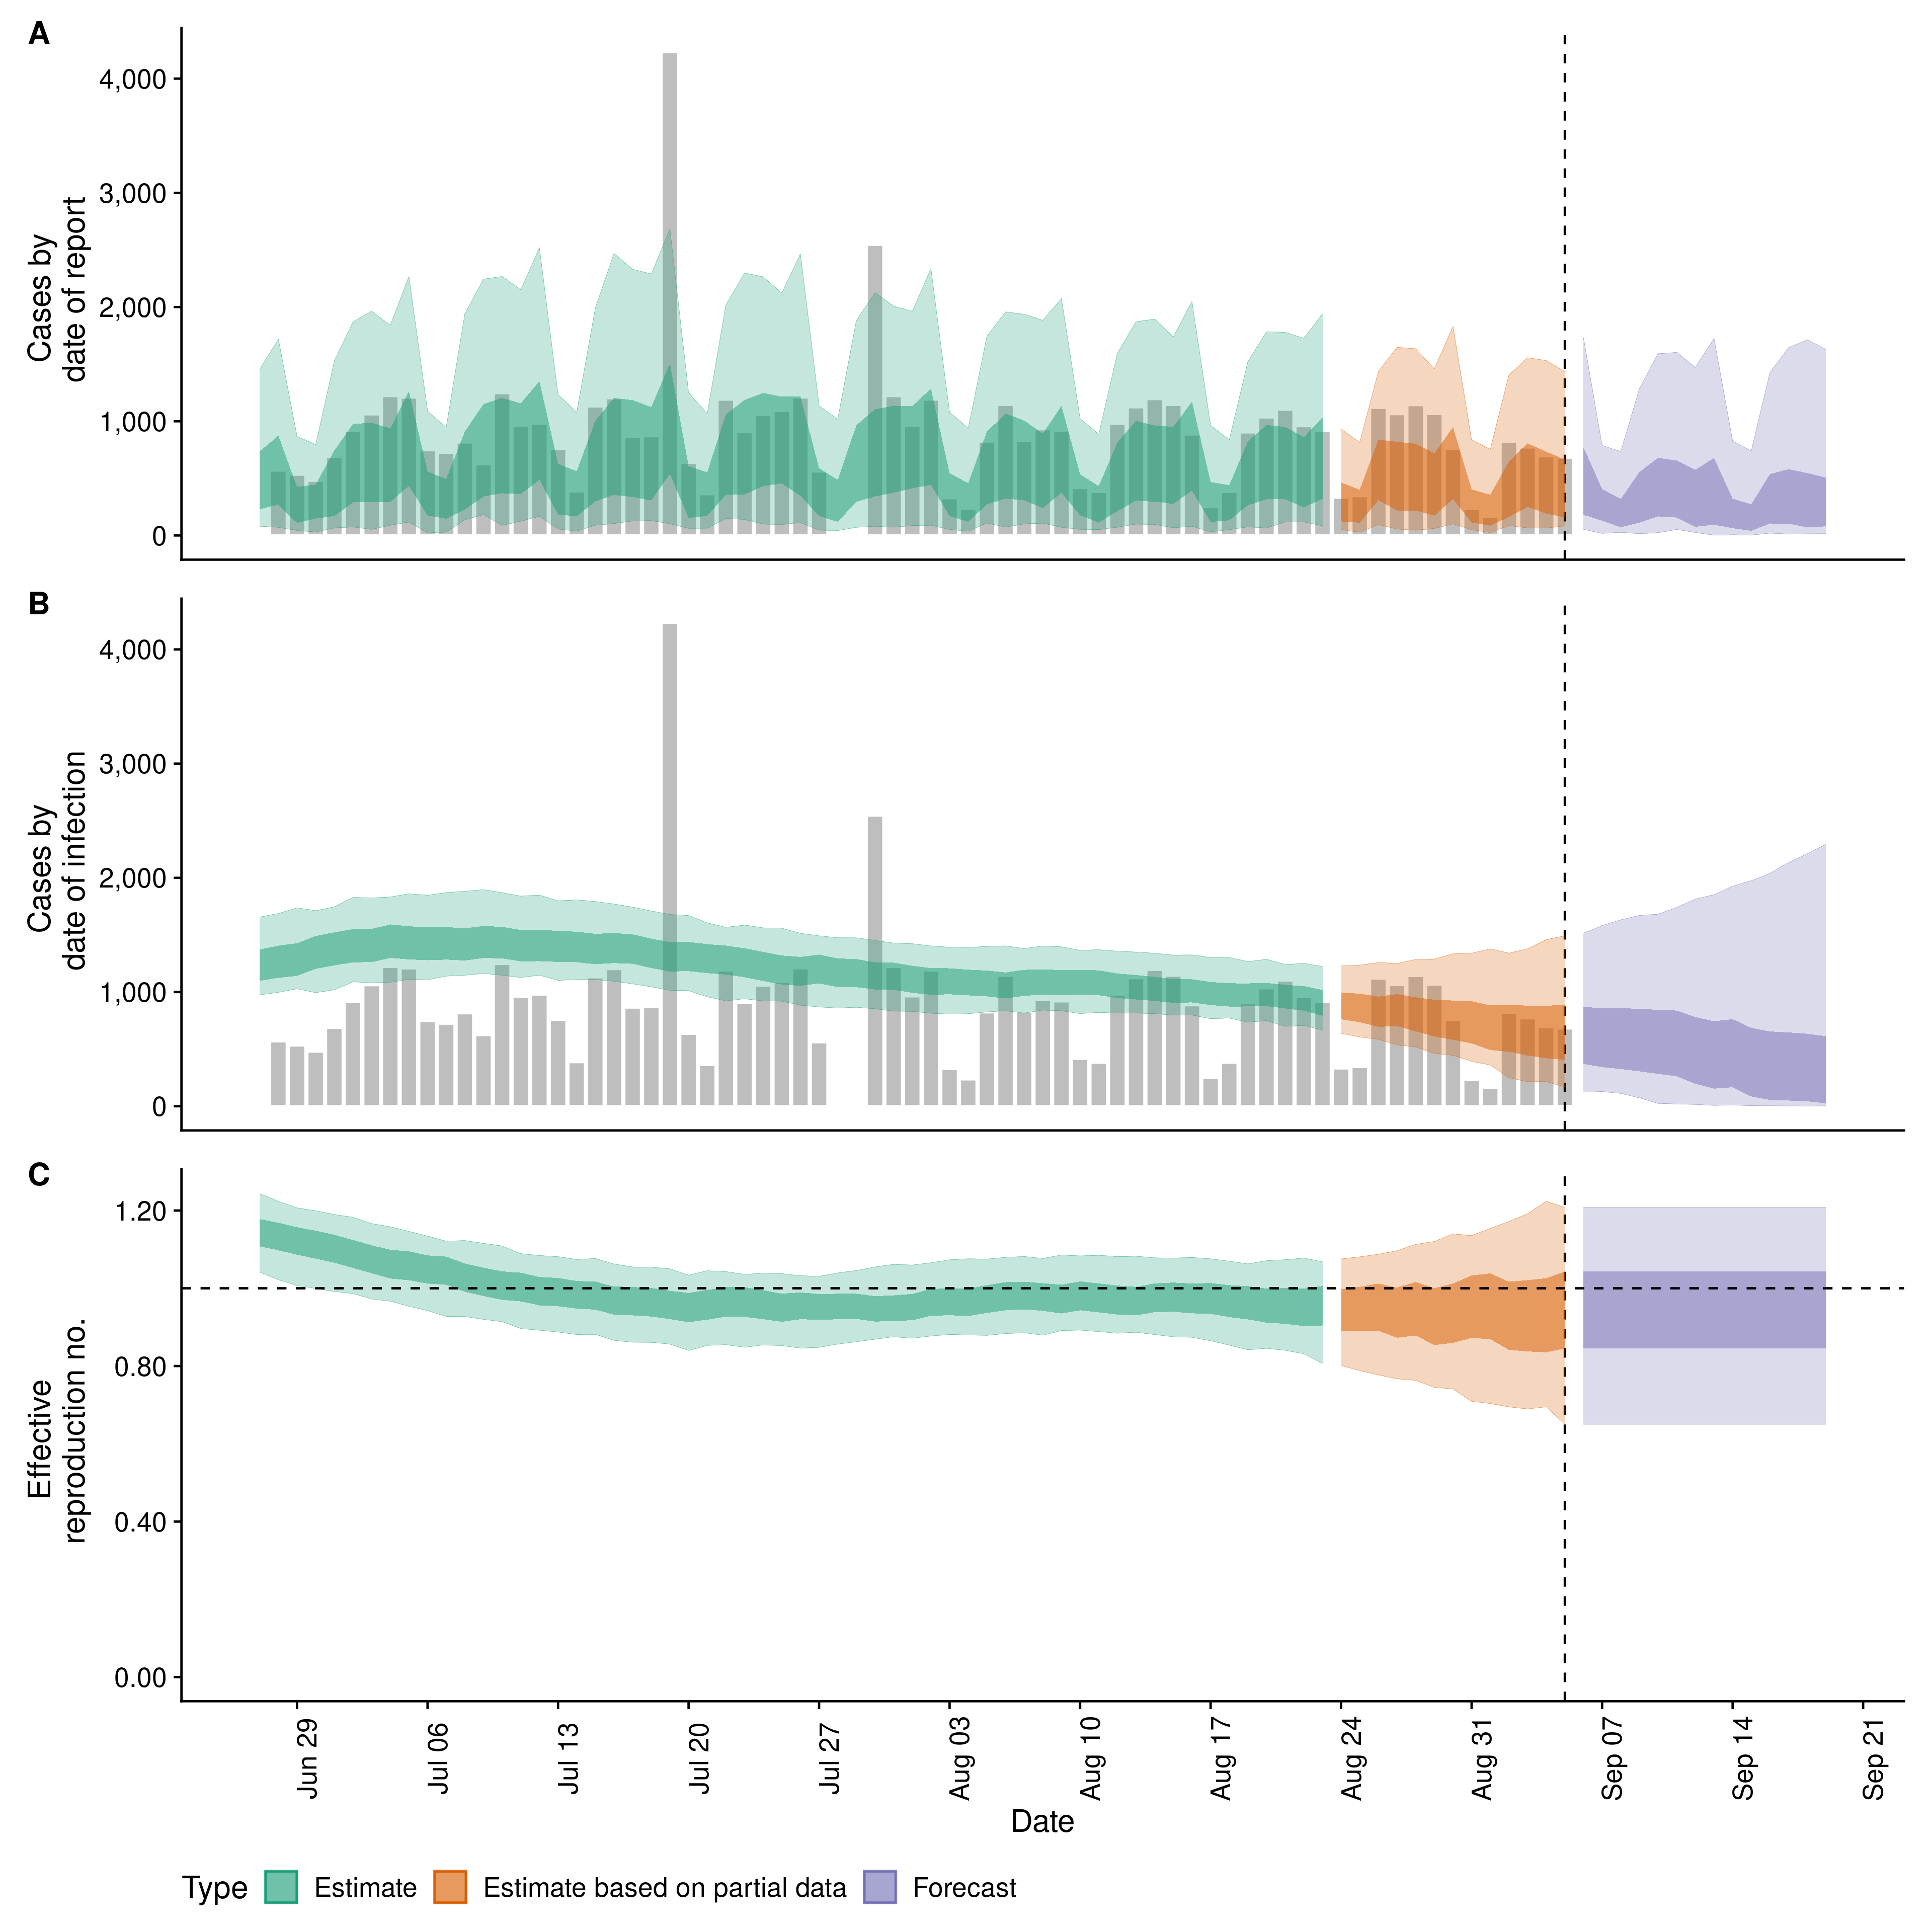 A
Cases by
date of report
4,000
3,000
2,000
1,000
0
B
Cases by
date of infection
4,000
3,000
2,000
1,000
0
C
Effective
reproduction no.
1.20
0.80
0.40
0.00
Jun 29
Jul 06
Jul 13
Jul 20
Jul 27
Aug 03
Aug 10
Aug 17
Aug 24
Aug 31
Sep 07
Sep 14
Sep 21
Date
Type Estimate Estimate based on partial data Forecast